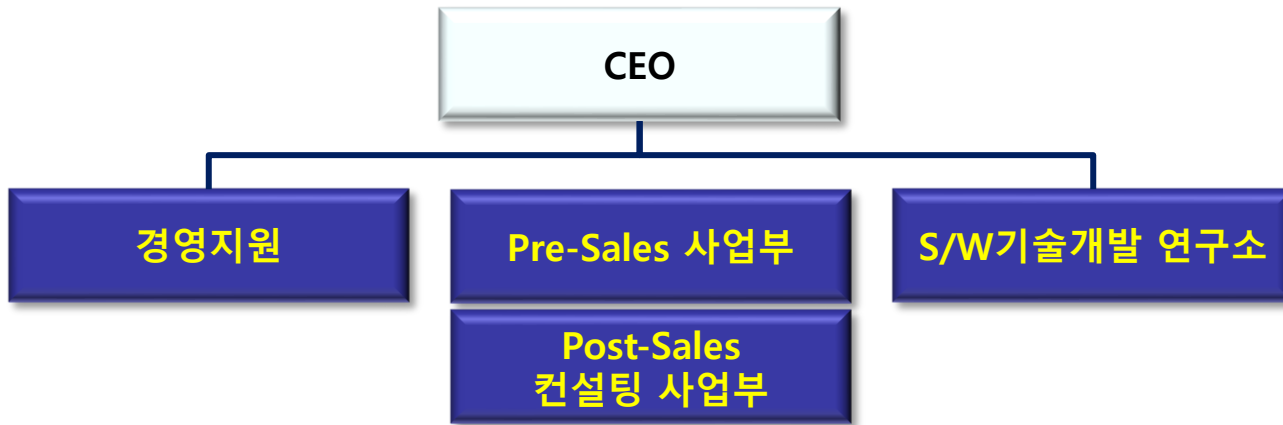 CEO
경영지원
Pre-Sales 사업부
S/W기술개발 연구소
Post-Sales
컨설팅 사업부